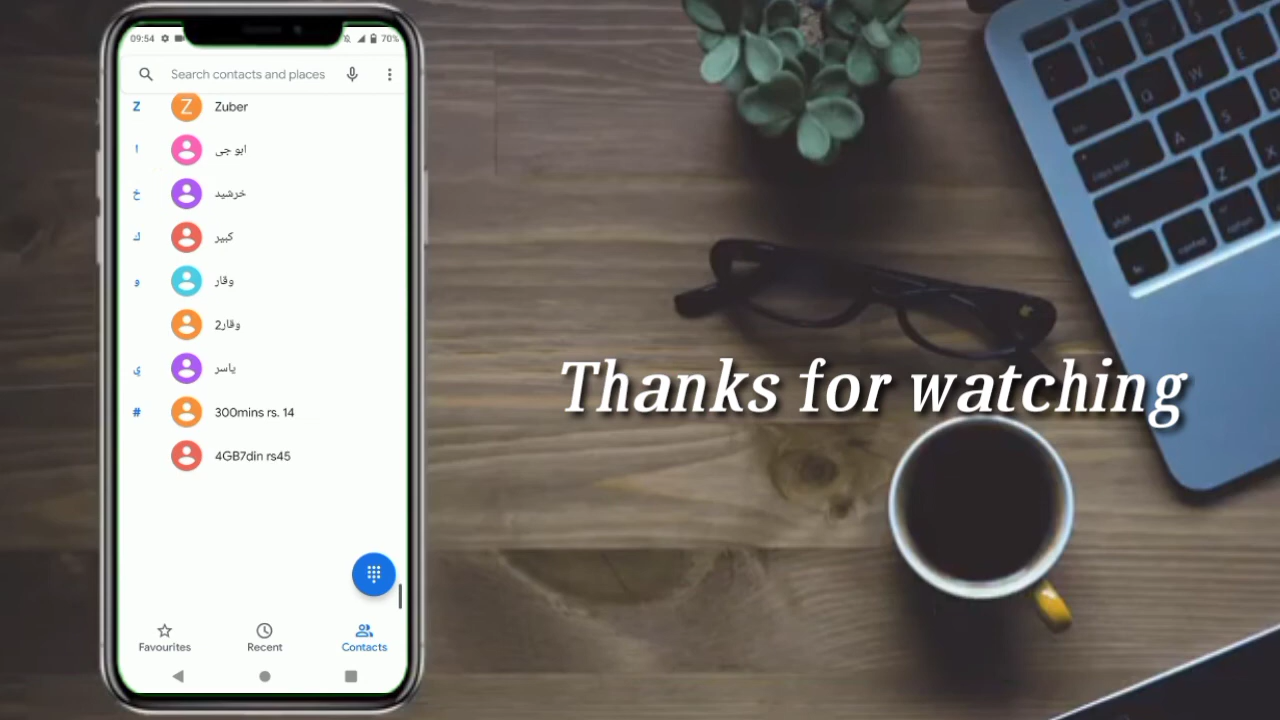 09:54
70%
Search contacts and places
Z
Z
Zuber
ا
ابو جی
خ
خرشید
ك
کبیر
و
وقار
وقار2
ي
یاسر
#
300mins rs. 14
4GB7din rs45
Favourites
Recent
Contacts
Thanks for watching
Q
W
E
A
S
D
Z
X